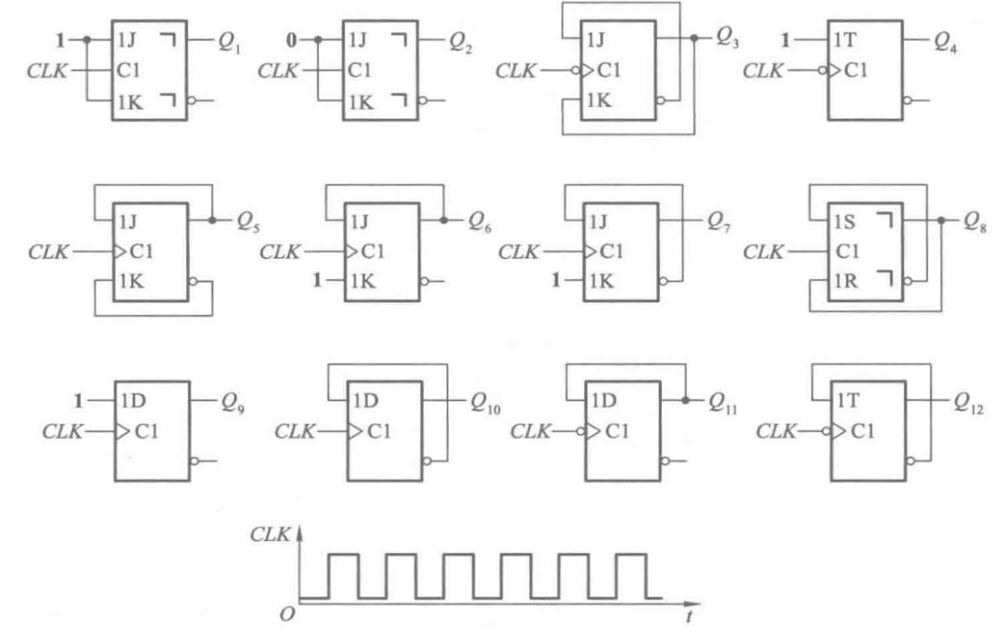 1 1J ┐ Q₁ 0 1J ┐ Q₂ 1J Q₃ 1 1T Q₄
CLK C1 CLK C1 CLK C1 CLK C1
1K ┐ 1K ┐ 1K
1J Q₅ 1J Q₆ 1J Q₇ 1S ┐ Q₈
CLK C1 CLK C1 CLK C1 CLK C1
1K 1 1K 1 1K 1R ┐
1 1D Q₉ 1D Q₁₀ 1D Q₁₁ 1T Q₁₂
CLK C1 CLK C1 CLK C1 CLK C1
CLK
O t